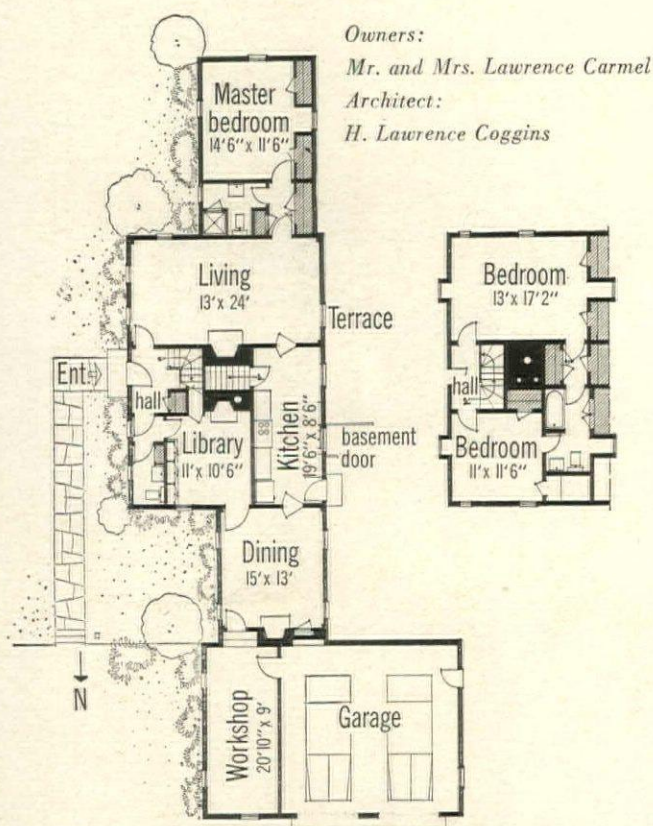 Owners:
Mr. and Mrs. Lawrence Carmel
Architect:
H. Lawrence Coggins
Master
bedroom
14'6" x 11'6"
Living
13' x 24'
Terrace
Ent.
hall
Library
11' x 10'6"
Kitchen
19'6" x 8'6"
basement
door
Dining
15' x 13'
N
Workshop
20'10" x 9'
Garage
Bedroom
13' x 17'2"
hall
Bedroom
11' x 11'6"